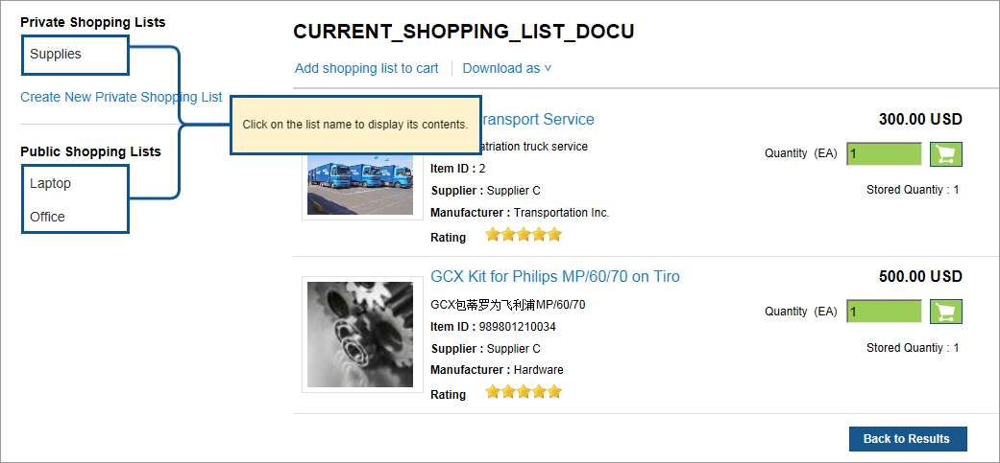 Private Shopping Lists
Supplies
Create New Private Shopping List
Public Shopping Lists
Laptop
Office
Click on the list name to display its contents.
CURRENT_SHOPPING_LIST_DOCU
Add shopping list to cart
Download as v
ransport Service
300.00 USD
atriation truck service
Quantity (EA) 1
Item ID : 2
Supplier : Supplier C
Stored Quantiy : 1
Manufacturer : Transportation Inc.
Rating
GCX Kit for Philips MP/60/70 on Tiro
500.00 USD
GCX包蒂罗为飞利浦MP/60/70
Quantity (EA) 1
Item ID : 989801210034
Supplier : Supplier C
Stored Quantiy : 1
Manufacturer : Hardware
Rating
Back to Results